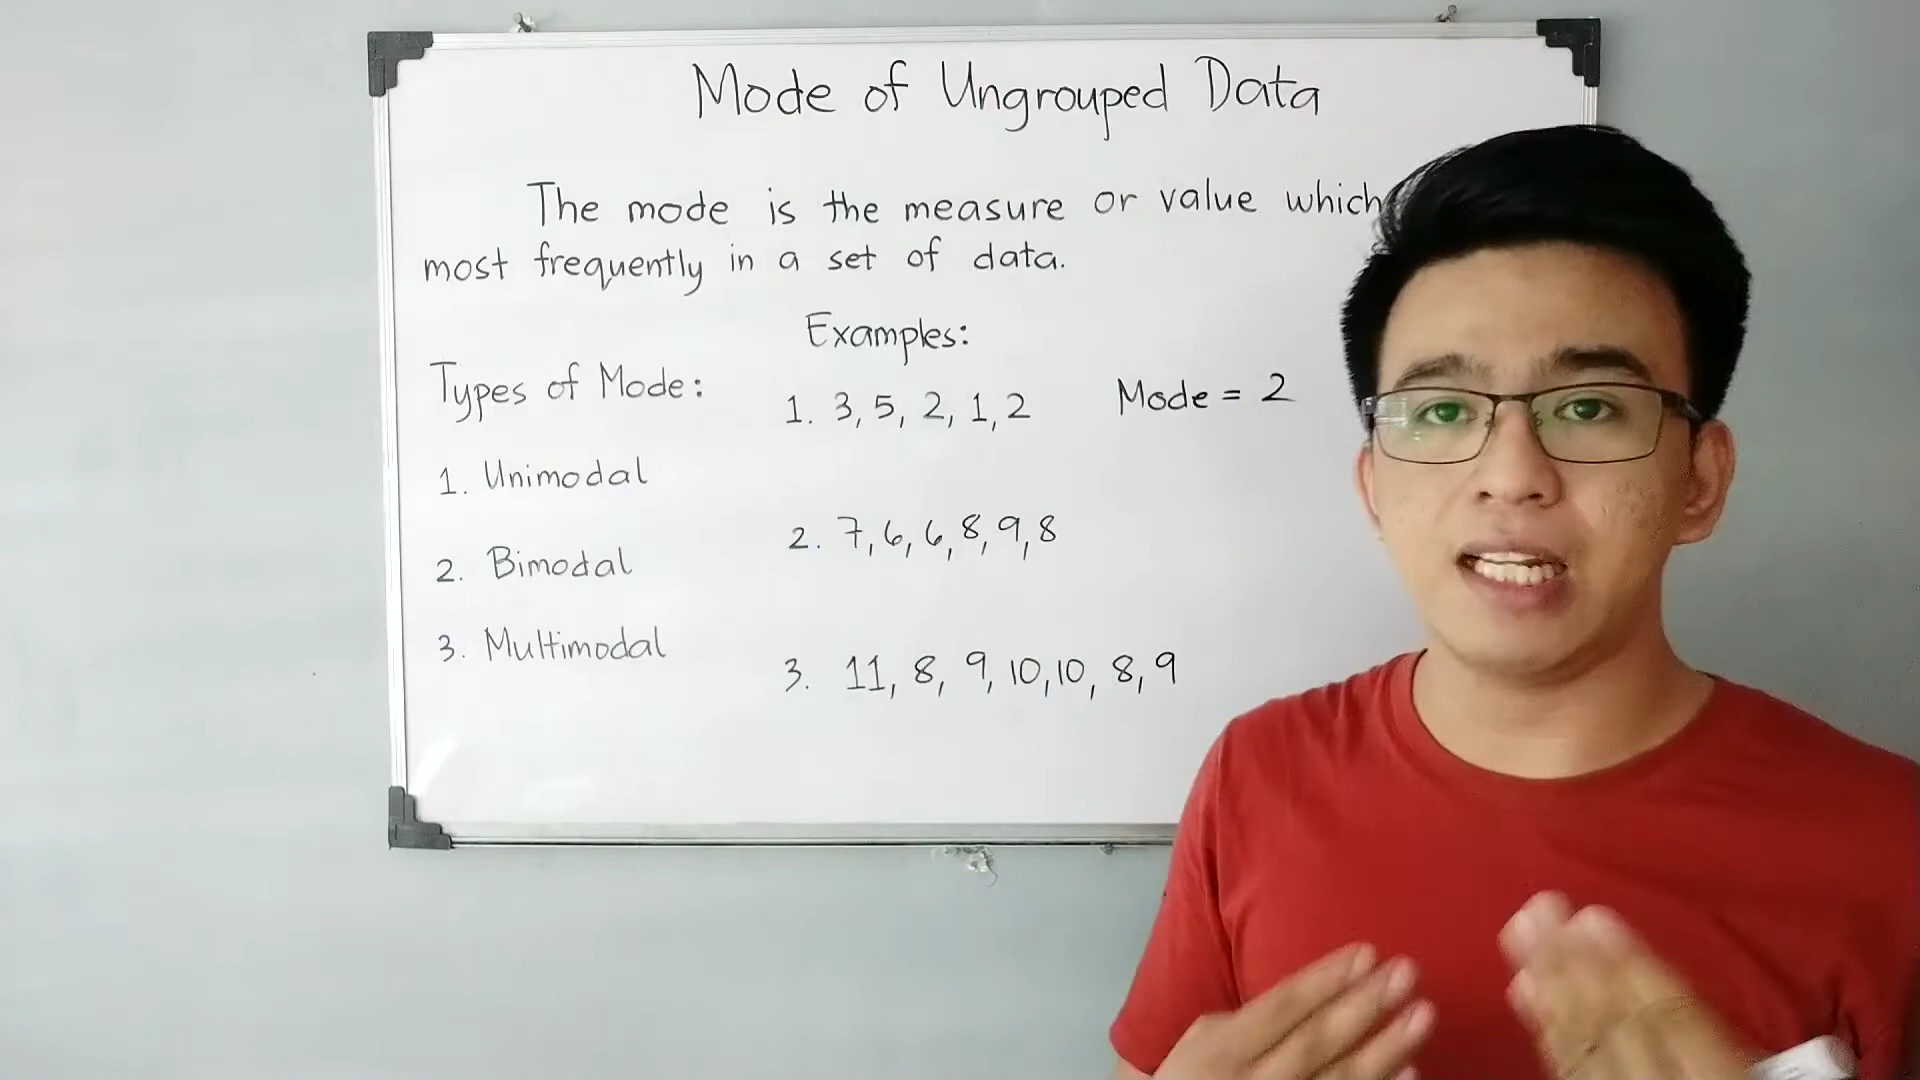 Mode of Ungrouped Data
The mode is the measure or value which
most frequently in a set of data.
Examples:
Types of Mode:
1. 3, 5, 2, 1, 2
Mode = 2
1. Unimodal
2. 7, 6, 6, 8, 9, 8
2. Bimodal
3. Multimodal
3. 11, 8, 9, 10, 10, 8, 9